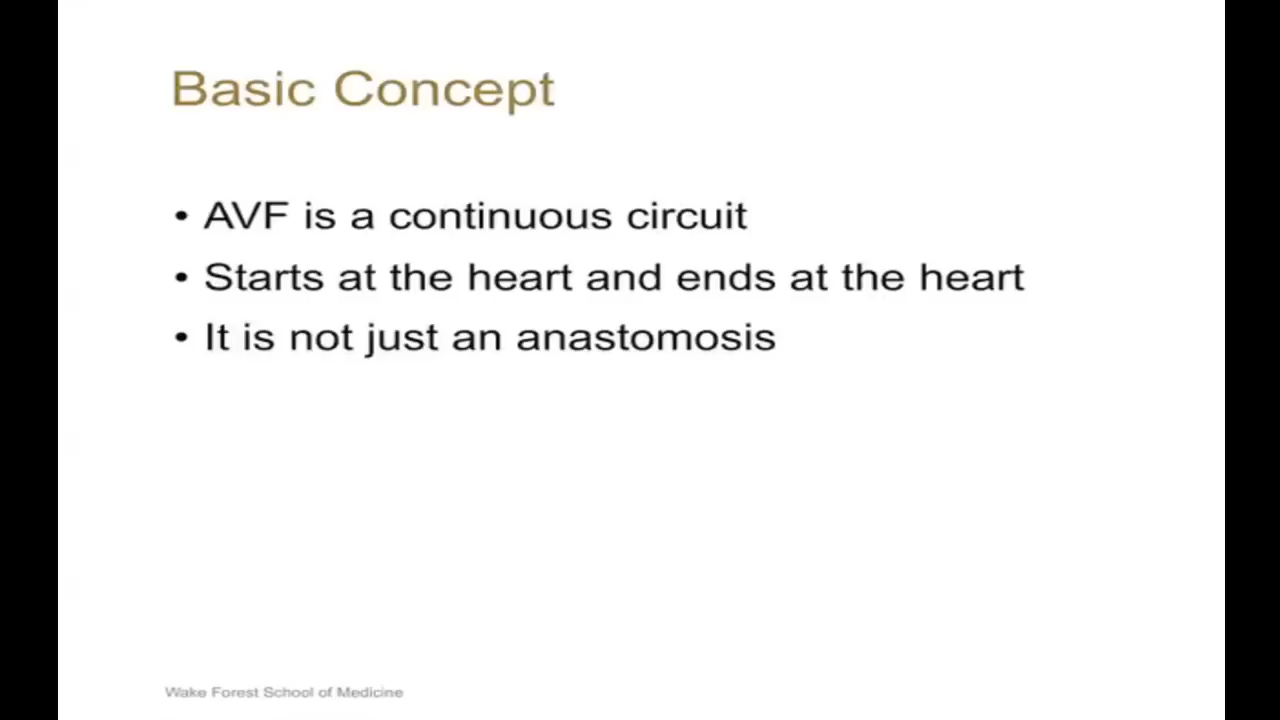 Basic Concept
• AVF is a continuous circuit
• Starts at the heart and ends at the heart
• It is not just an anastomosis
Wake Forest School of Medicine